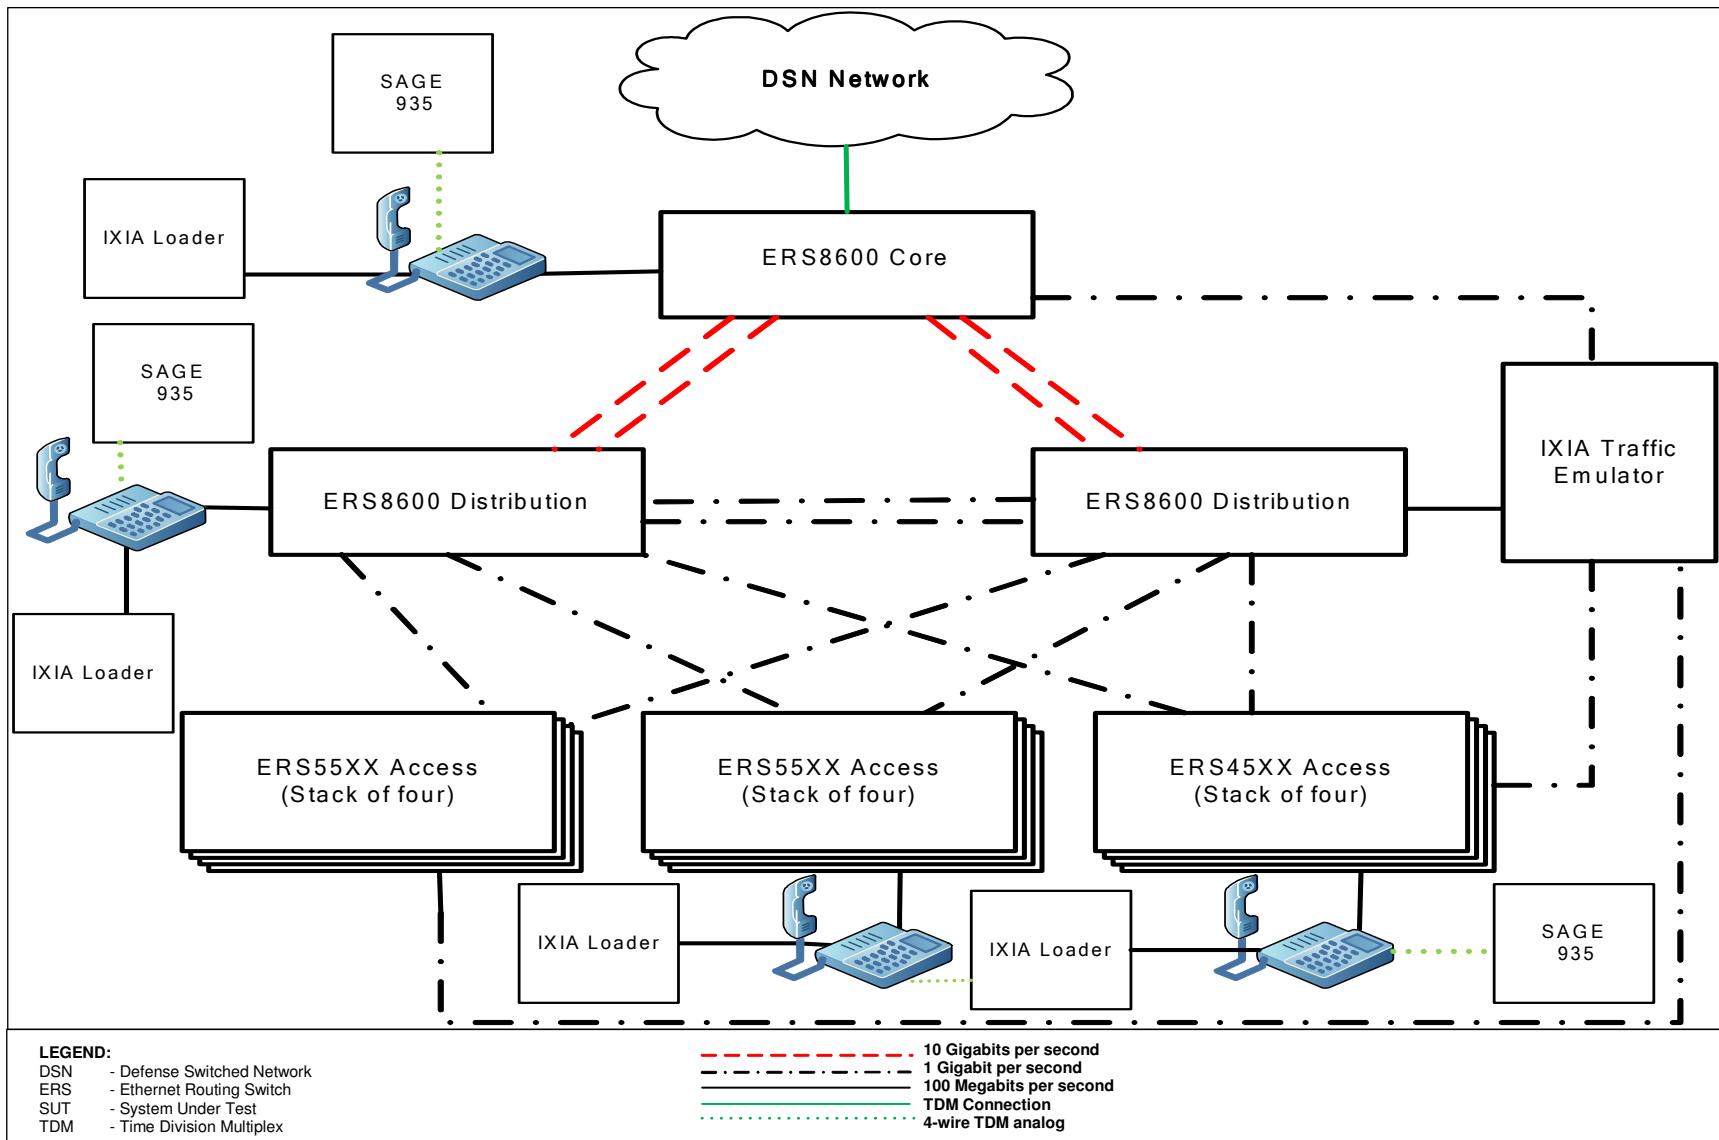 DSN Network
SAGE
935
IXIA Loader
ERS8600 Core
SAGE
935
IXIA Traffic
Emulator
ERS8600 Distribution
ERS8600 Distribution
IXIA Loader
ERS55XX Access
(Stack of four)
ERS55XX Access
(Stack of four)
ERS45XX Access
(Stack of four)
IXIA Loader
IXIA Loader
SAGE
935
LEGEND:
DSN - Defense Switched Network
ERS - Ethernet Routing Switch
SUT - System Under Test
TDM - Time Division Multiplex
10 Gigabits per second
1 Gigabit per second
100 Megabits per second
TDM Connection
4-wire TDM analog